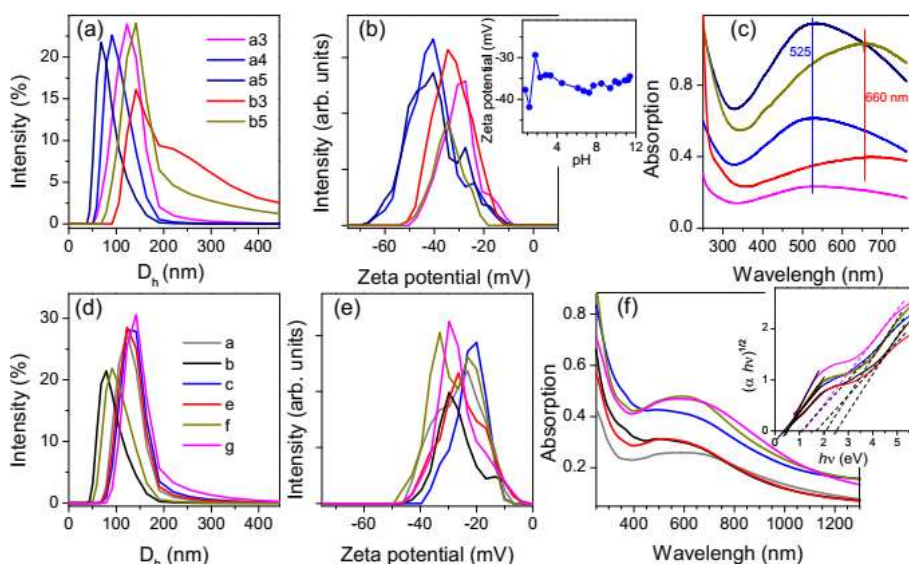 (a)
a3
a4
a5
b3
b5
Intensity (%)
20
10
0
0 100 200 300 400
D_h (nm)
(b)
Intensity (arb. units)
-60 -40 -20 0
Zeta potential (mV)
Zeta potential (mV)
-30
-40
4 8 12
pH
(c)
525
660 nm
Absorption
0.8
0.4
0.0
300 400 500 600 700
Wavelengh (nm)
(d)
a
b
c
e
f
g
Intensity (%)
30
20
10
0
0 100 200 300 400
D_h (nm)
(e)
Intensity (arb. units)
-60 -40 -20 0
Zeta potential (mV)
(f)
Absorption
0.8
0.6
0.4
0.2
400 600 800 1000 1200
Wavelengh (nm)
(α hν)^1/2
2
1
0
0 1 2 3 4 5
hν (eV)